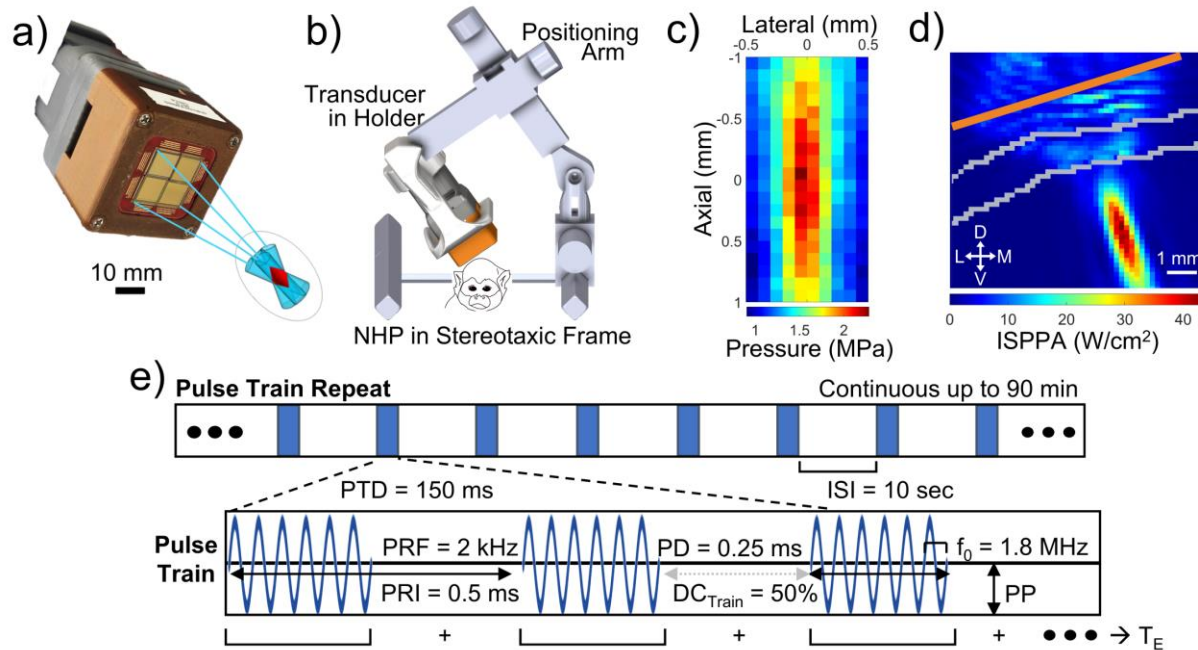 a)
10 mm
b)
Positioning
Arm
Transducer
in Holder
NHP in Stereotaxic Frame
c)
Lateral (mm)
-0.5 0 0.5
Axial (mm)
-1
-0.5
0
0.5
1
1 1.5 2
Pressure (MPa)
d)
D
L M
V
1 mm
0 10 20 30 40
ISPPA (W/cm²)
e)
Pulse Train Repeat
Continuous up to 90 min
PTD = 150 ms
ISI = 10 sec
Pulse
Train
PRF = 2 kHz
PRI = 0.5 ms
PD = 0.25 ms
DCTrain = 50%
f0 = 1.8 MHz
PP
+ + + → TE